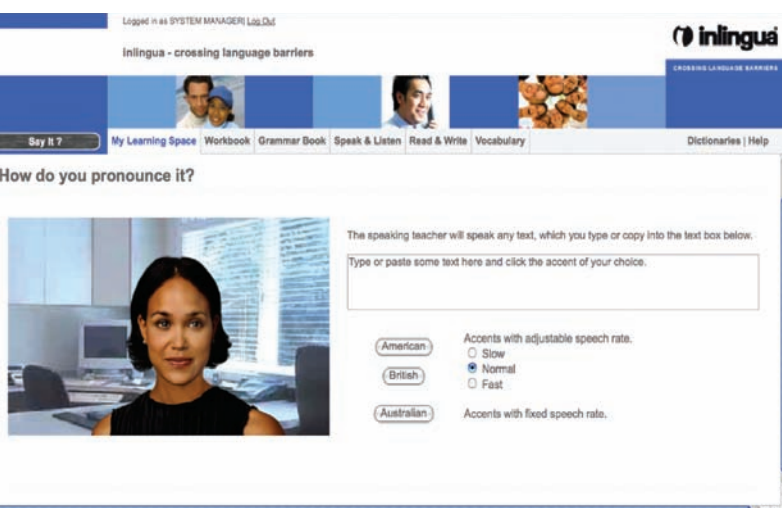 Logged in as SYSTEM MANAGER| Log Out
inlingua
inlingua - crossing language barriers
CROSSING LANGUAGE BARRIERS
Say It ?
My Learning Space Workbook Grammar Book Speak & Listen Read & Write Vocabulary Dictionaries | Help
How do you pronounce it?
The speaking teacher will speak any text, which you type or copy into the text box below.
Type or paste some text here and click the accent of your choice.
American
British
Australian
Accents with adjustable speech rate.
Slow
Normal
Fast
Accents with fixed speech rate.